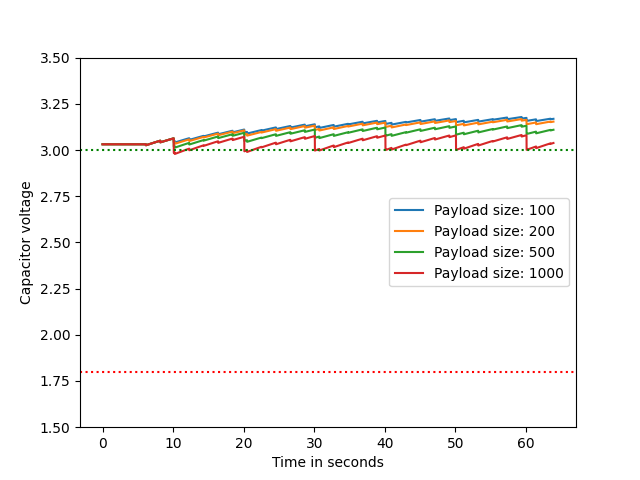 3.50
3.25
3.00
2.75
2.50
2.25
2.00
1.75
1.50
Capacitor voltage
Payload size: 100
Payload size: 200
Payload size: 500
Payload size: 1000
0 10 20 30 40 50 60
Time in seconds